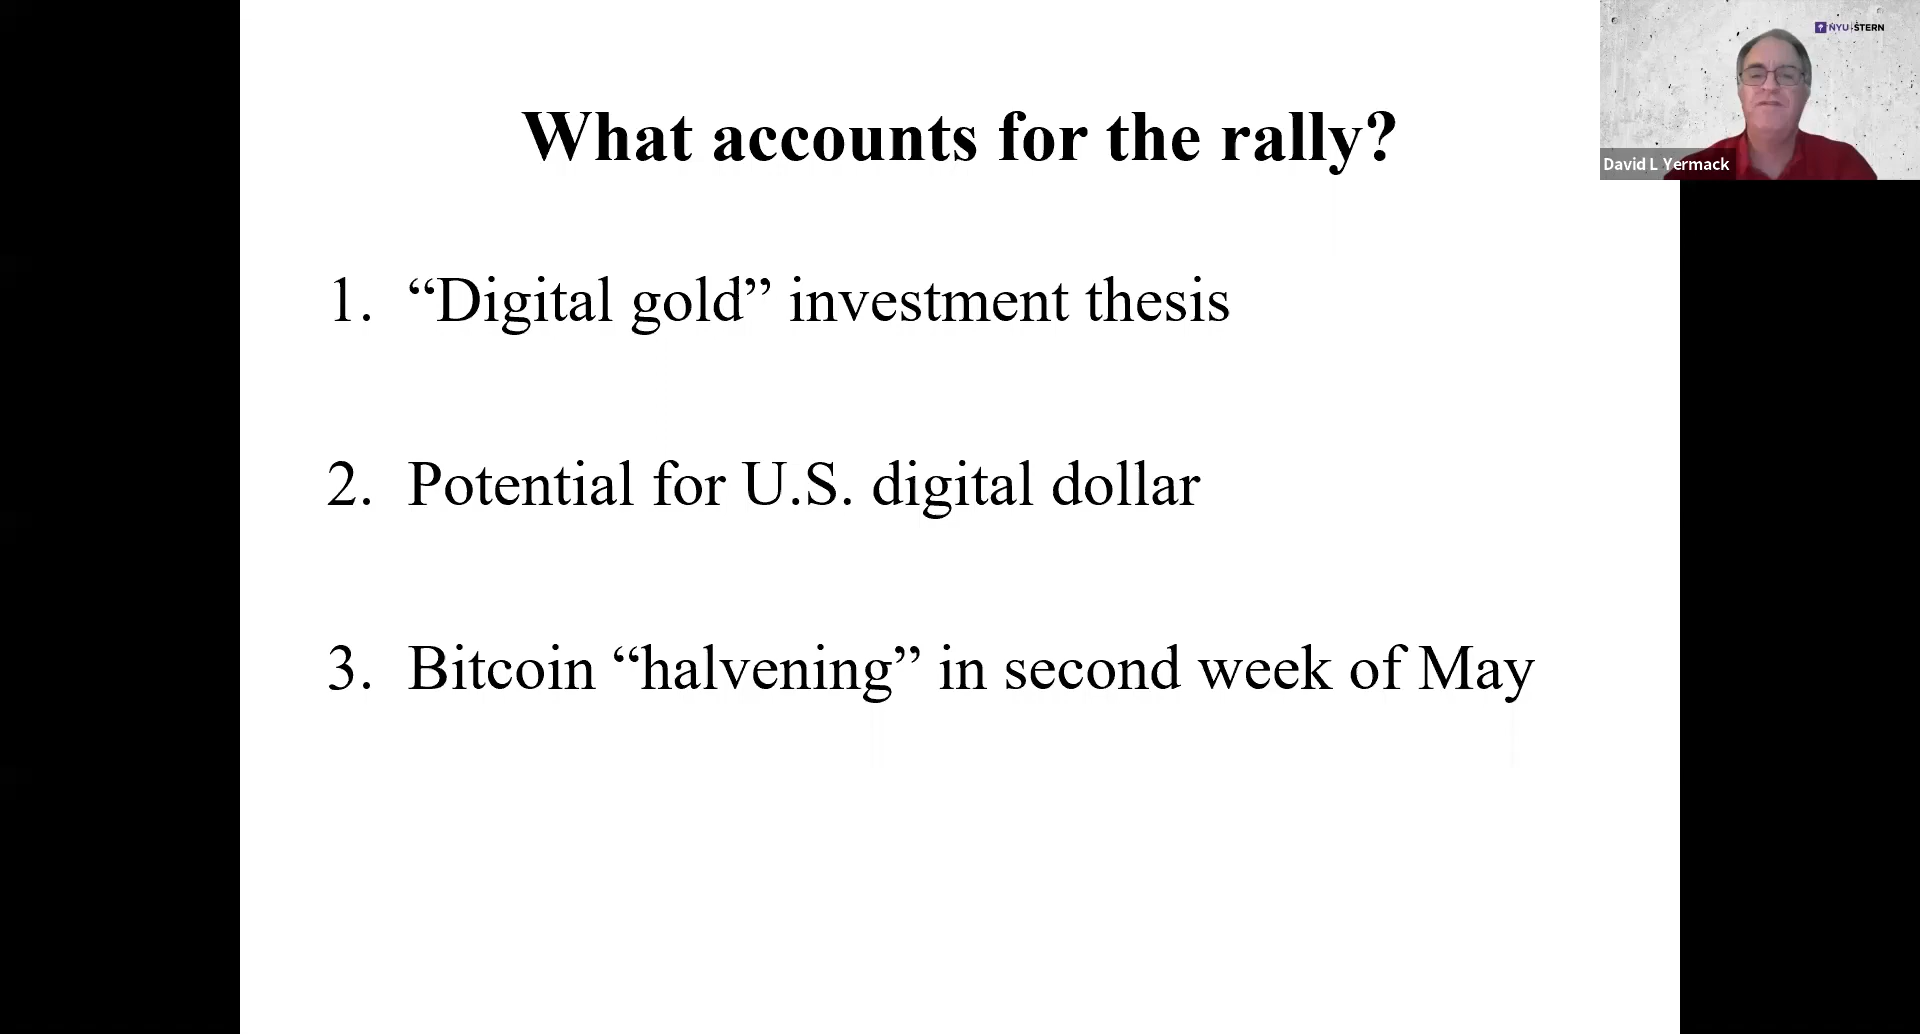 What accounts for the rally?
NYU STERN
David L Yermack
1. “Digital gold” investment thesis
2. Potential for U.S. digital dollar
3. Bitcoin “halvening” in second week of May